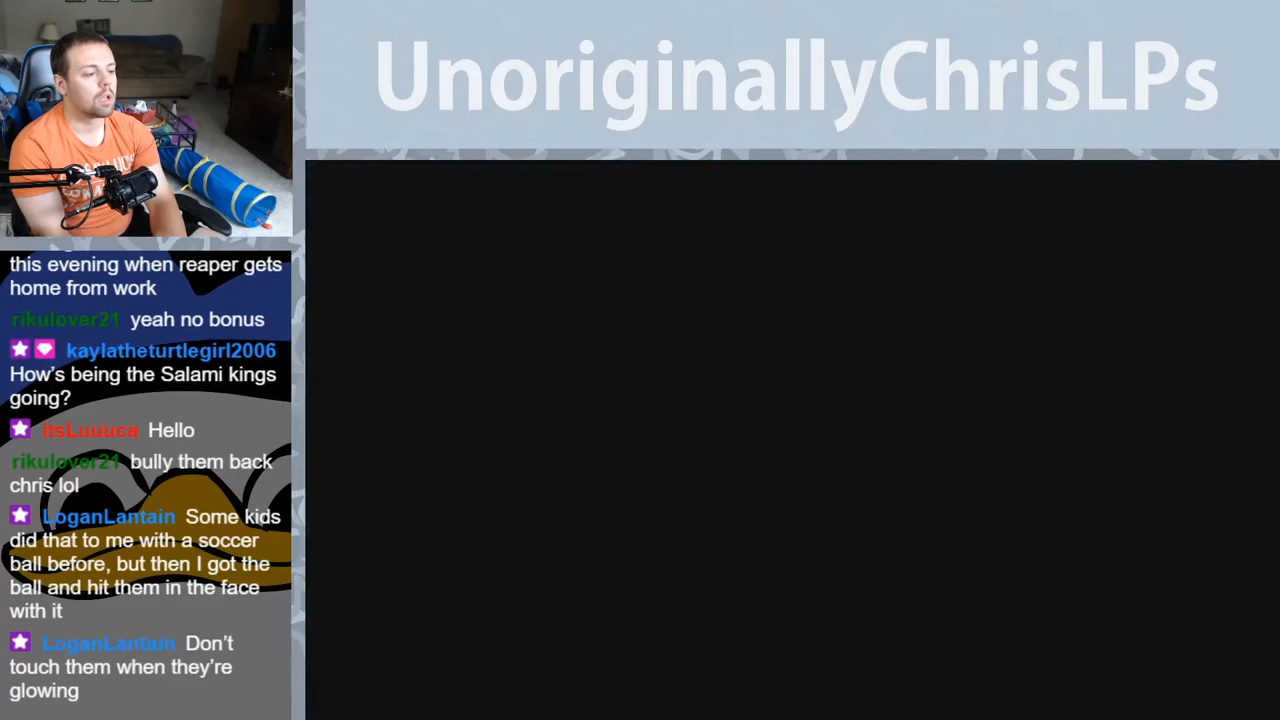 UnoriginallyChrisLPs
this evening when reaper gets
home from work
rikulover21 yeah no bonus
kaylatheturtlegirl2006
How's being the Salami kings
going?
itsLuuuca Hello
rikulover21 bully them back
chris lol
LoganLantain Some kids
did that to me with a soccer
ball before, but then I got the
ball and hit them in the face
with it
LoganLantain Don't
touch them when they're
glowing